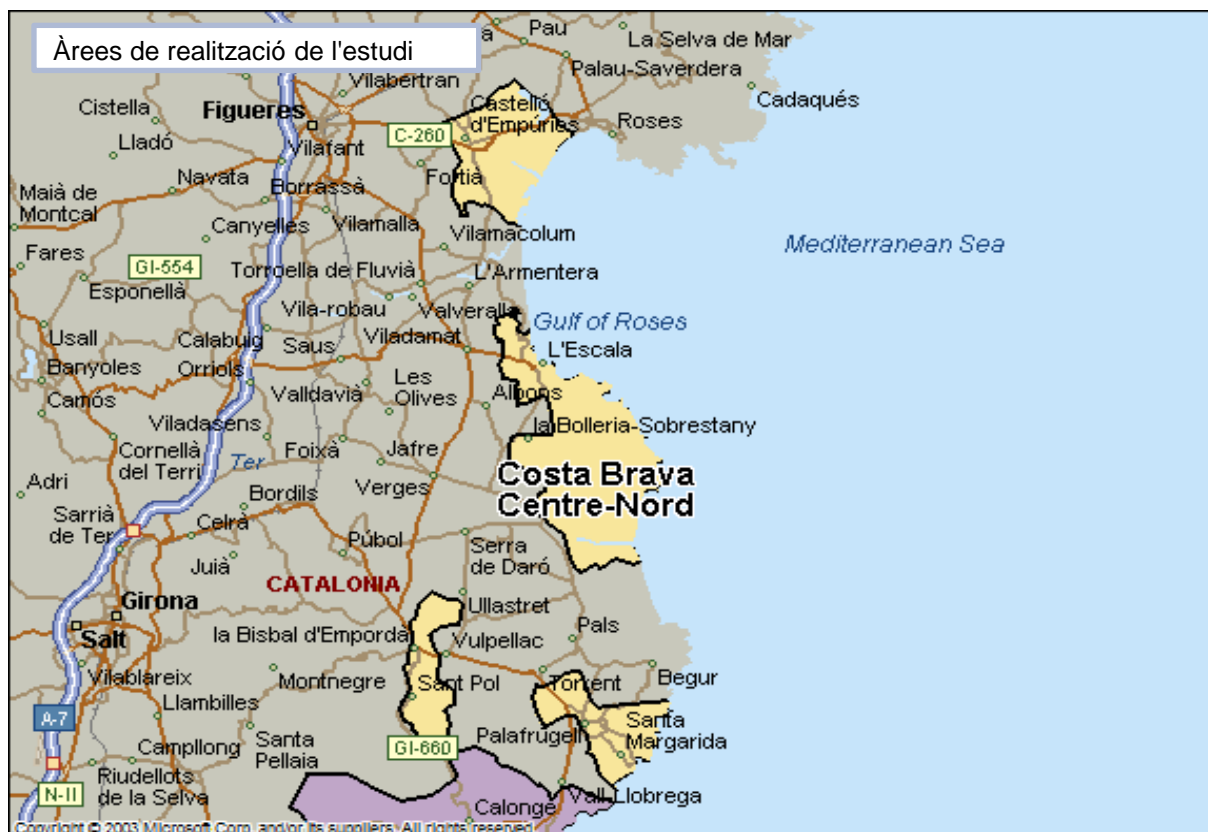 Àrees de realització de l'estudi
a
Pau
La Selva de Mar
Palau-Saverdera
Cadaqués
Vilabertran
Cistella
Figueres
Castelló
d'Empúries
Roses
C-260
Lladó
Vilafant
Fortià
Navata
Borrassà
Maià de
Montcal
Canyelles
Vilamalla
Vilamacolum
Mediterranean Sea
Fares
GI-554
Torroella de Fluvià
L'Armentera
Esponellà
Vila-robau
Valveralla
Gulf of Roses
Usall
Calabuig
Saus
Viladamat
L'Escala
Banyoles
Orriols
Camós
Valldavià
Les
Olives
Albons
Viladasens
la Bolleria-Sobrestany
Cornellà
del Terri
Ter
Foixà
Jafre
Costa Brava
Centre-Nord
Adri
Verges
Bordils
Sarrià
de Ter
Celrà
Púbol
Serra
de Daró
Juià
CATALONIA
Girona
Ullastret
Salt
la Bisbal d'Empordà
Vulpellac
Pals
Vilablareix
Montnegre
Sant Pol
Torrent
Begur
Llambilles
A-7
Santa
Pellaia
GI-660
Palafrugell
Santa
Margarida
Campllong
Riudellots
de la Selva
N-II
Calonge
Vall-Llobrega
Copyright © 2003 Microsoft Corp. and/or its suppliers. All rights reserved